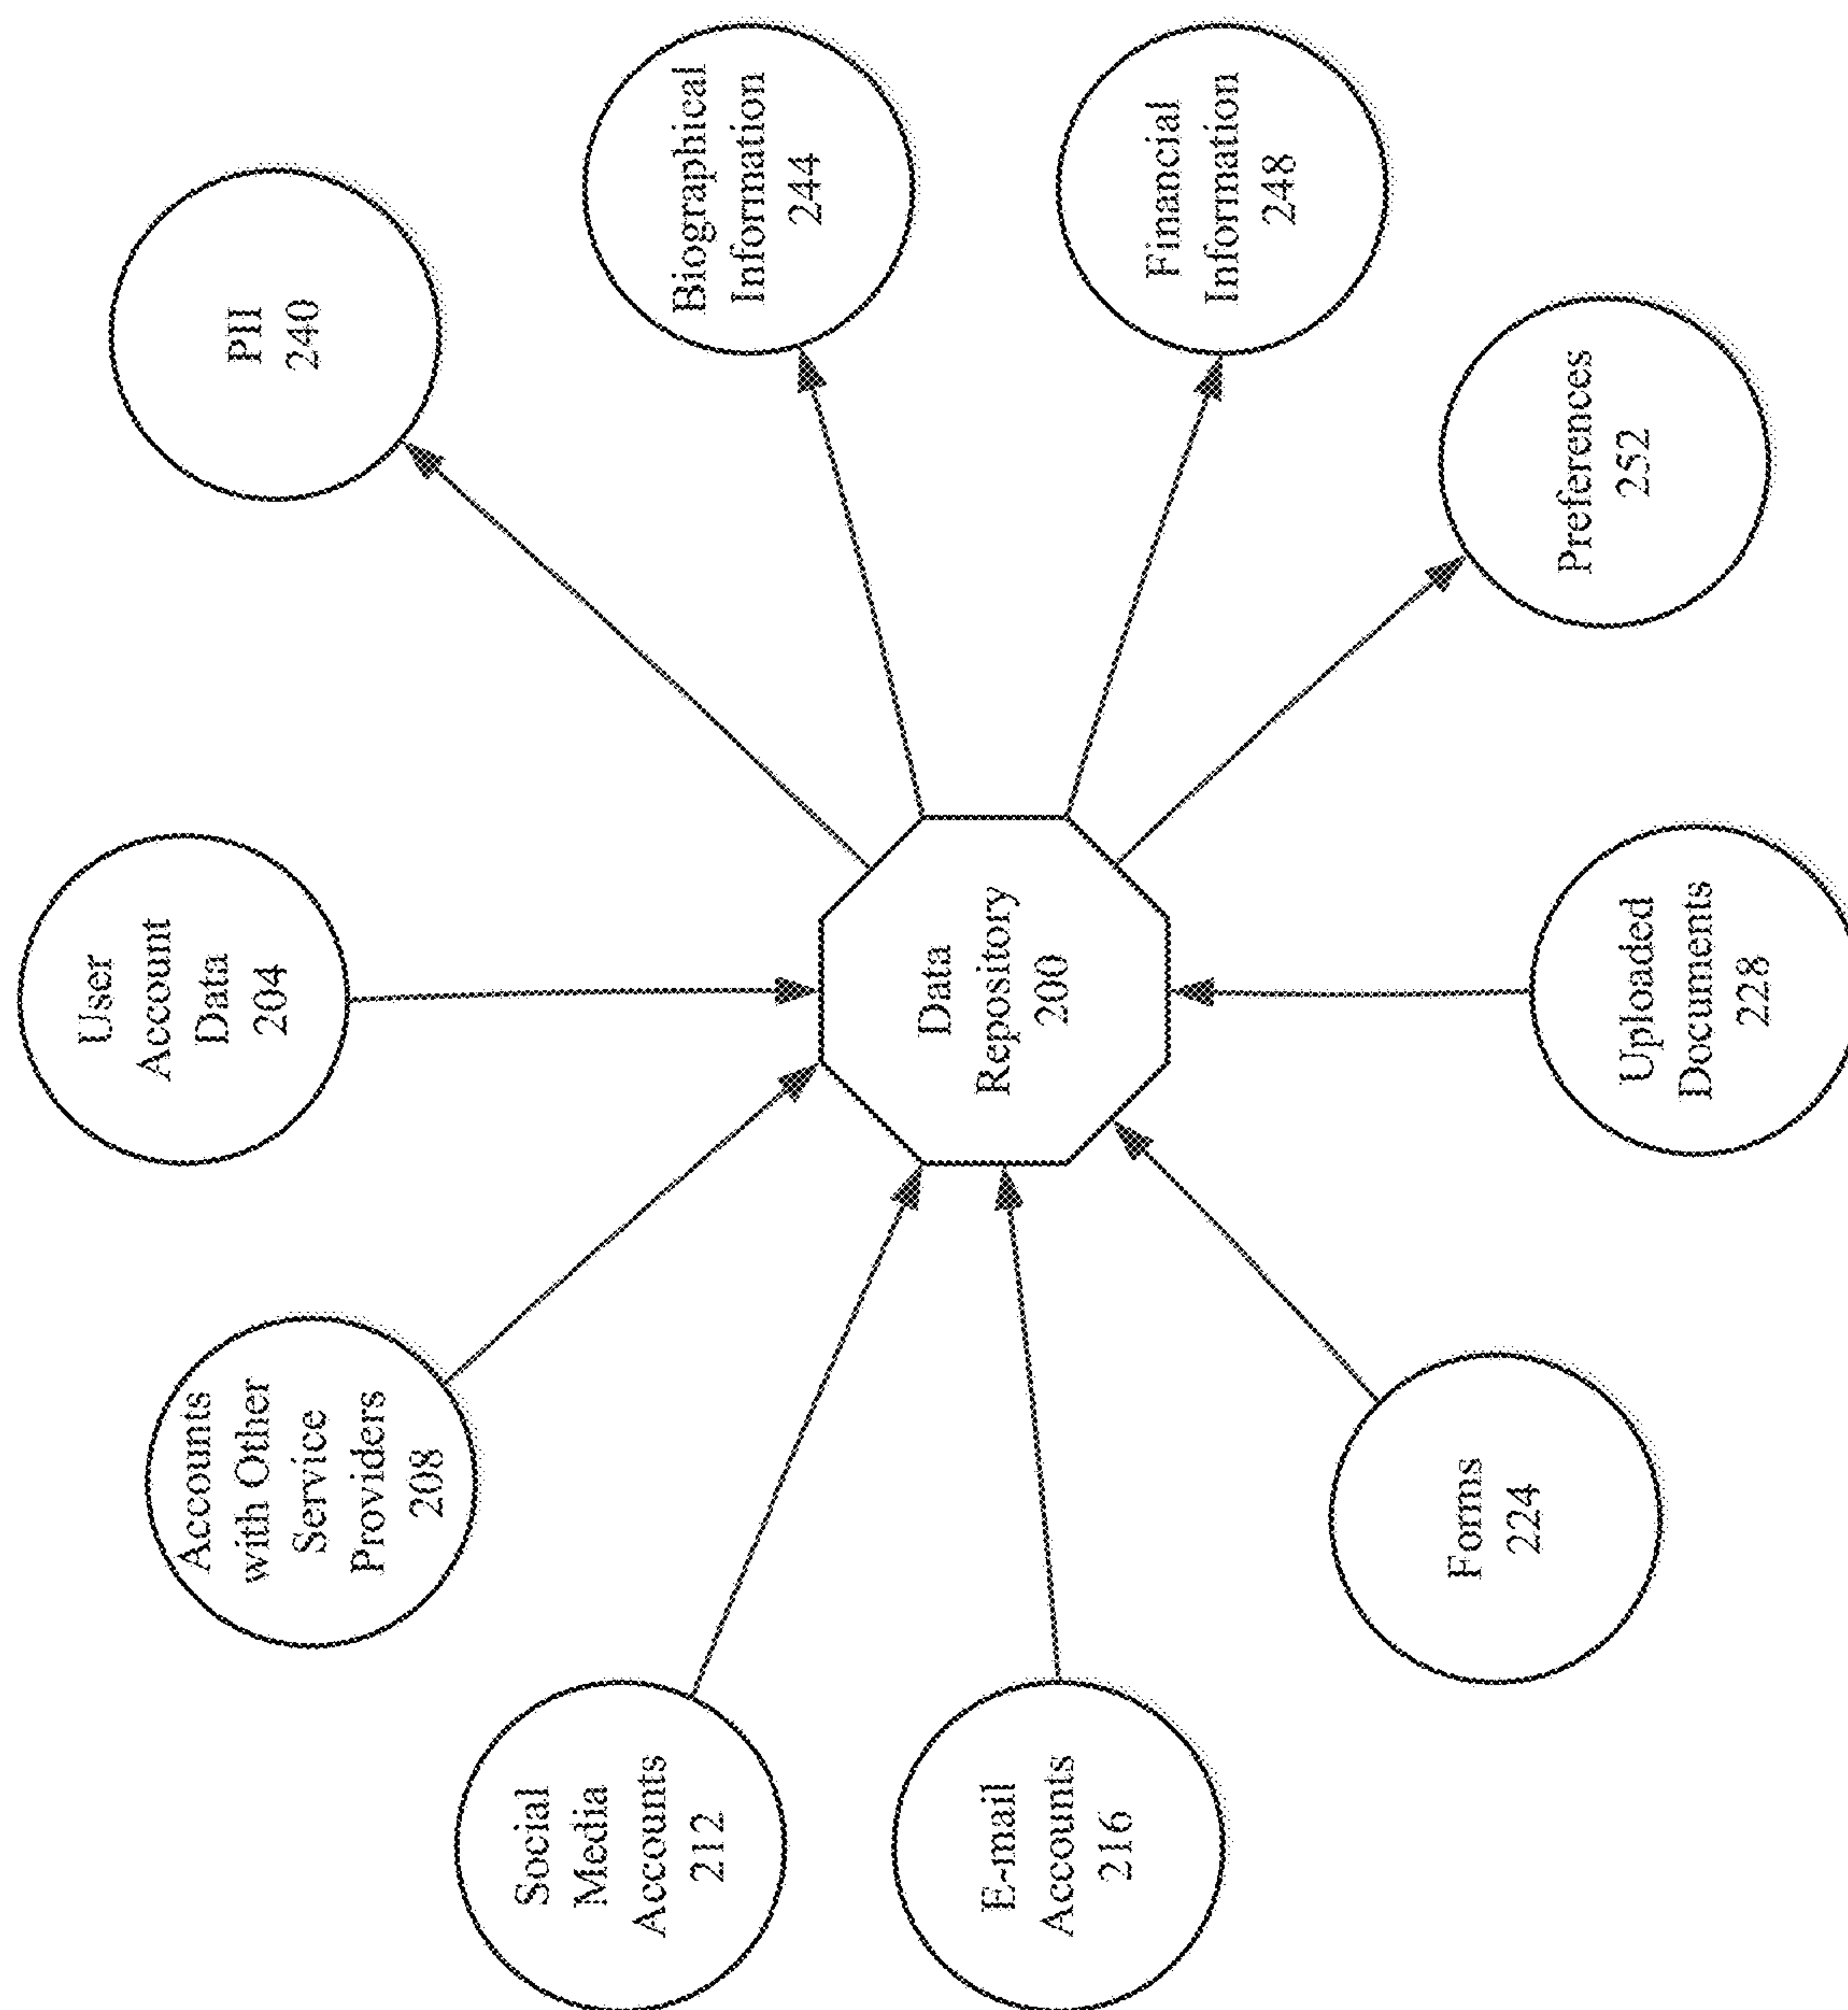 User
Account
Data
204
Accounts
with Other
Service
Providers
208
Social
Media
Accounts
212
E-mail
Accounts
216
Forms
224
Uploaded
Documents
228
Data
Repository
200
PII
240
Biographical
Information
244
Financial
Information
248
Preferences
252